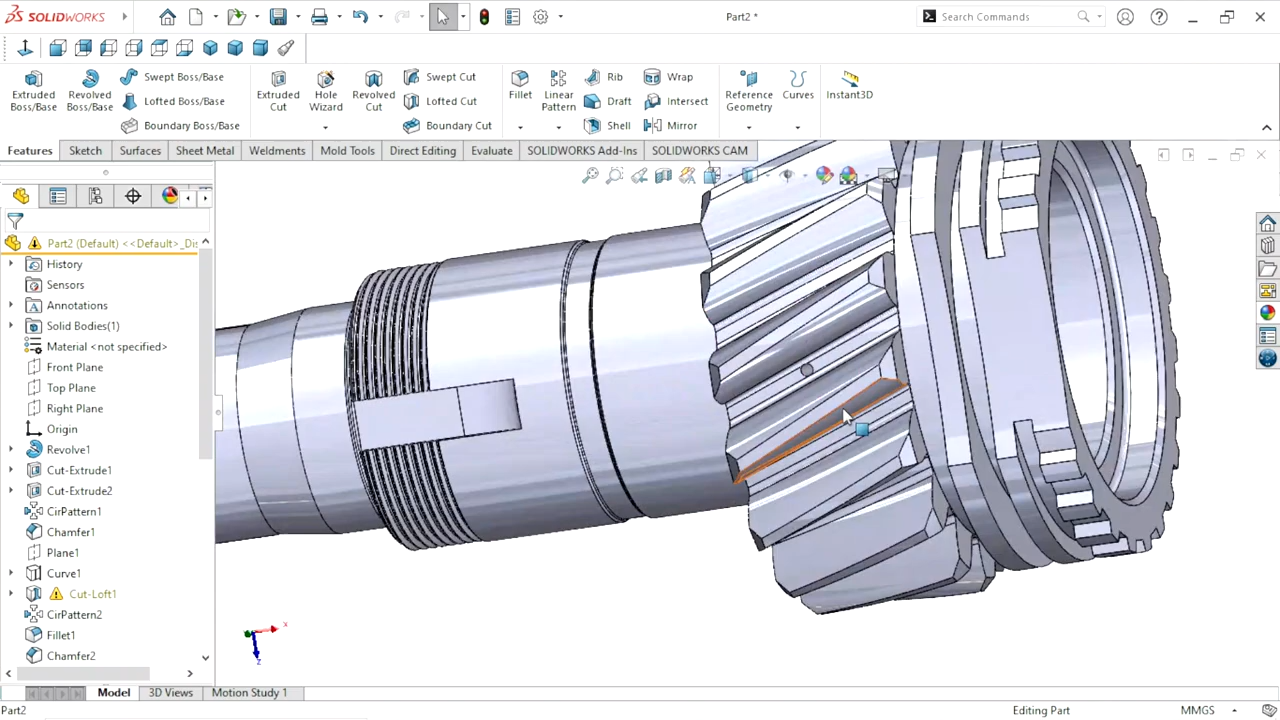 SOLIDWORKS
Part2 *
Search Commands
Extruded Boss/Base
Revolved Boss/Base
Swept Boss/Base
Lofted Boss/Base
Boundary Boss/Base
Extruded Cut
Hole Wizard
Revolved Cut
Swept Cut
Lofted Cut
Boundary Cut
Fillet
Linear Pattern
Rib
Draft
Shell
Wrap
Intersect
Mirror
Reference Geometry
Curves
Instant3D
Features
Sketch
Surfaces
Sheet Metal
Weldments
Mold Tools
Direct Editing
Evaluate
SOLIDWORKS Add-Ins
SOLIDWORKS CAM
Part2 (Default) <<Default>_Dis
History
Sensors
Annotations
Solid Bodies(1)
Material <not specified>
Front Plane
Top Plane
Right Plane
Origin
Revolve1
Cut-Extrude1
Cut-Extrude2
CirPattern1
Chamfer1
Plane1
Curve1
Cut-Loft1
CirPattern2
Fillet1
Chamfer2
x
z
Model
3D Views
Motion Study 1
Part2
Editing Part
MMGS